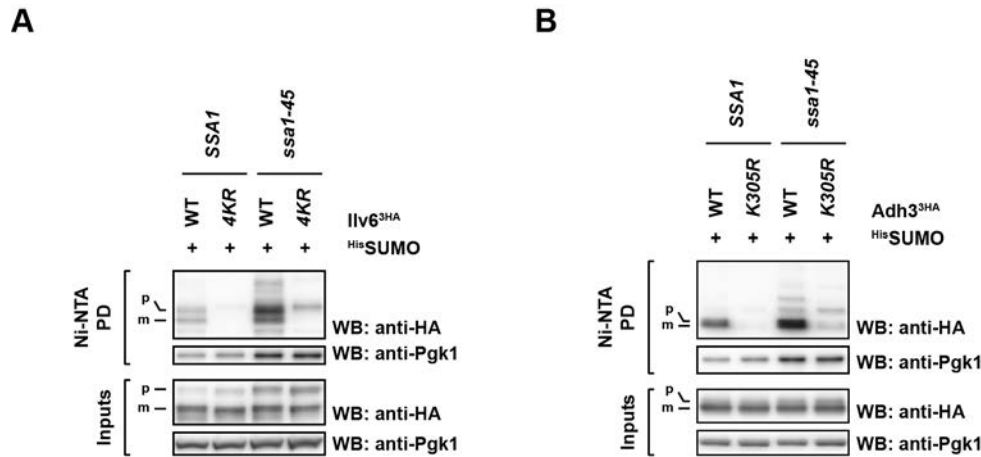 A
SSA1
ssa1-45
WT
4KR
WT
4KR
Ilv6³ᴴᴬ
+ + + + ᴴⁱˢSUMO
Ni-NTA PD
p
m
WB: anti-HA
WB: anti-Pgk1
Inputs
p
m
WB: anti-HA
WB: anti-Pgk1
B
SSA1
ssa1-45
WT
K305R
WT
K305R
Adh3³ᴴᴬ
+ + + + ᴴⁱˢSUMO
Ni-NTA PD
p
m
WB: anti-HA
WB: anti-Pgk1
Inputs
p
m
WB: anti-HA
WB: anti-Pgk1